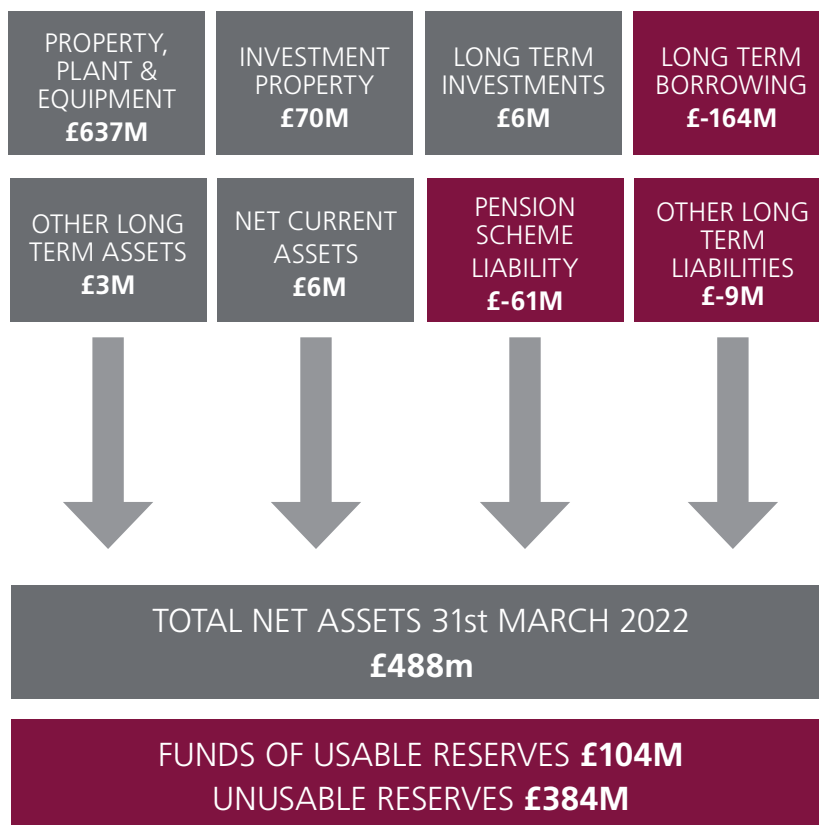 PROPERTY,
PLANT &
EQUIPMENT
£637M
INVESTMENT
PROPERTY
£70M
LONG TERM
INVESTMENTS
£6M
LONG TERM
BORROWING
£-164M
OTHER LONG
TERM ASSETS
£3M
NET CURRENT
ASSETS
£6M
PENSION
SCHEME
LIABILITY
£-61M
OTHER LONG
TERM
LIABILITIES
£-9M
TOTAL NET ASSETS 31st MARCH 2022
£488m
FUNDS OF USABLE RESERVES £104M
UNUSABLE RESERVES £384M